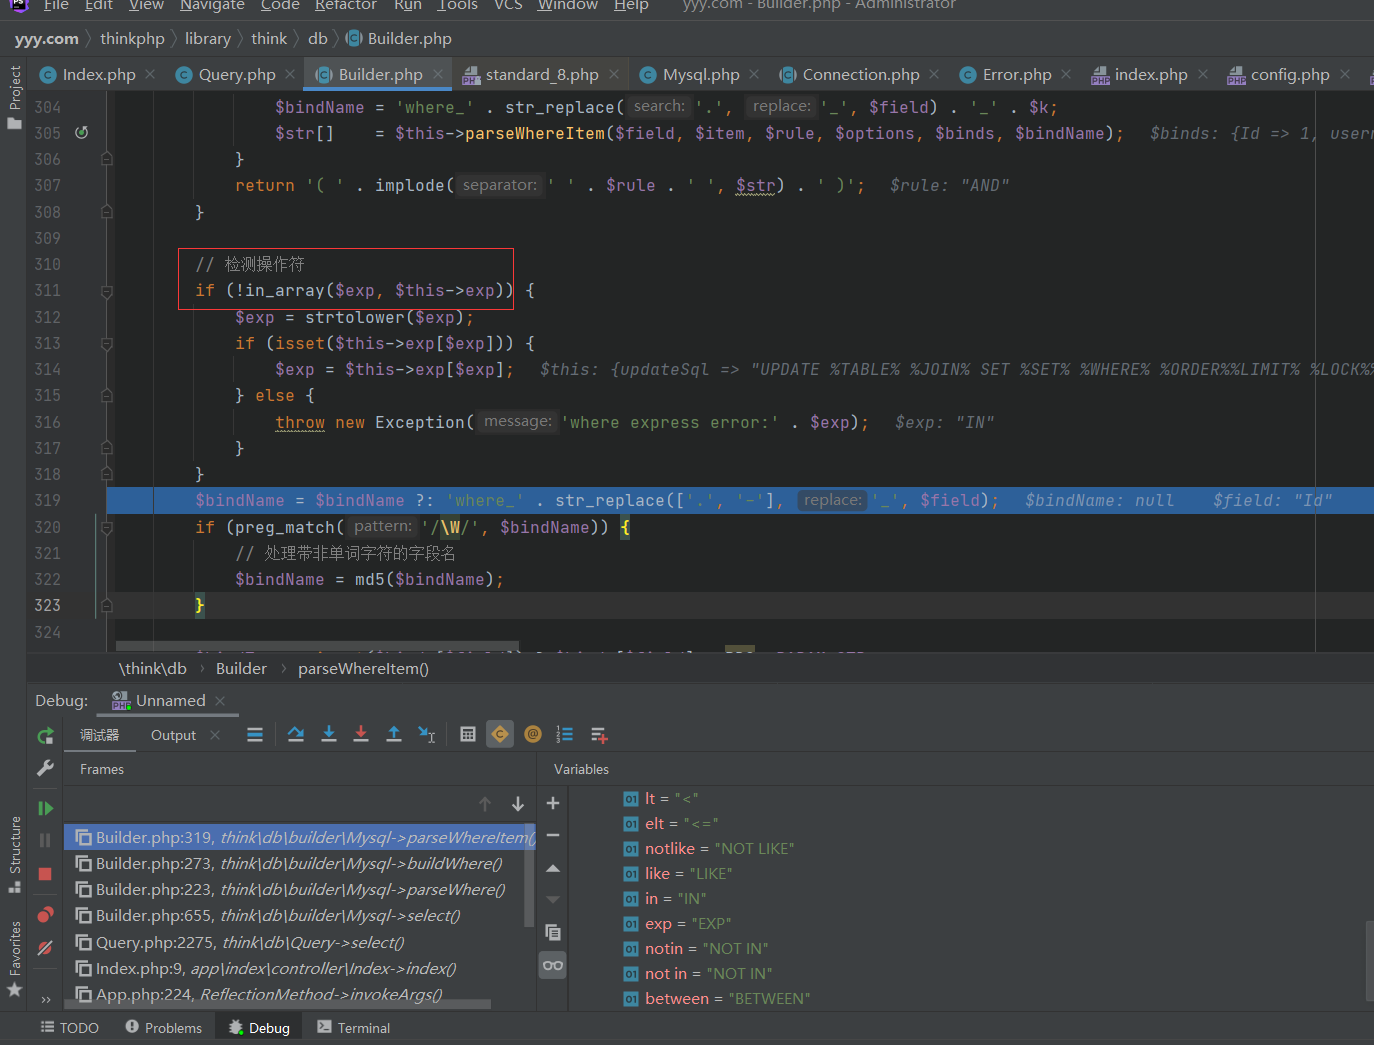 File Edit View Navigate Code Refactor Run Tools VCS Window Help yyy.com - Builder.php - Administrator
yyy.com thinkphp library think db Builder.php
Index.php Query.php Builder.php standard_8.php Mysql.php Connection.php Error.php index.php config.php
Project
304 $bindName = 'where_' . str_replace( search: '.', replace: '_', $field) . '_' . $k;
305 $str[] = $this->parseWhereItem($field, $item, $rule, $options, $binds, $bindName); $binds: {Id => 1, usern
306 }
307 return '( ' . implode( separator: ' ' . $rule . ' ', $str) . ' )'; $rule: "AND"
308 }
309
310 // 检测操作符
311 if (!in_array($exp, $this->exp)) {
312 $exp = strtolower($exp);
313 if (isset($this->exp[$exp])) {
314 $exp = $this->exp[$exp]; $this: {updateSql => "UPDATE %TABLE% %JOIN% SET %SET% %WHERE% %ORDER%%LIMIT% %LOCK%%
315 } else {
316 throw new Exception( message: 'where express error:' . $exp); $exp: "IN"
317 }
318 }
319 $bindName = $bindName ?: 'where_' . str_replace(['.', '-'], replace: '_', $field); $bindName: null $field: "Id"
320 if (preg_match( pattern: '/\W/', $bindName)) {
321 // 处理带非单词字符的字段名
322 $bindName = md5($bindName);
323 }
324
\think\db Builder parseWhereItem()
Debug: Unnamed
调试器 Output
Frames
Variables
Builder.php:319, think\db\builder\Mysql->parseWhereItem()
Builder.php:273, think\db\builder\Mysql->buildWhere()
Builder.php:223, think\db\builder\Mysql->parseWhere()
Builder.php:655, think\db\builder\Mysql->select()
Query.php:2275, think\db\Query->select()
Index.php:9, app\index\controller\Index->index()
App.php:224, ReflectionMethod->invokeArgs()
lt = "<"
elt = "<="
notlike = "NOT LIKE"
like = "LIKE"
in = "IN"
exp = "EXP"
notin = "NOT IN"
not in = "NOT IN"
between = "BETWEEN"
Structure
Favorites
TODO Problems Debug Terminal